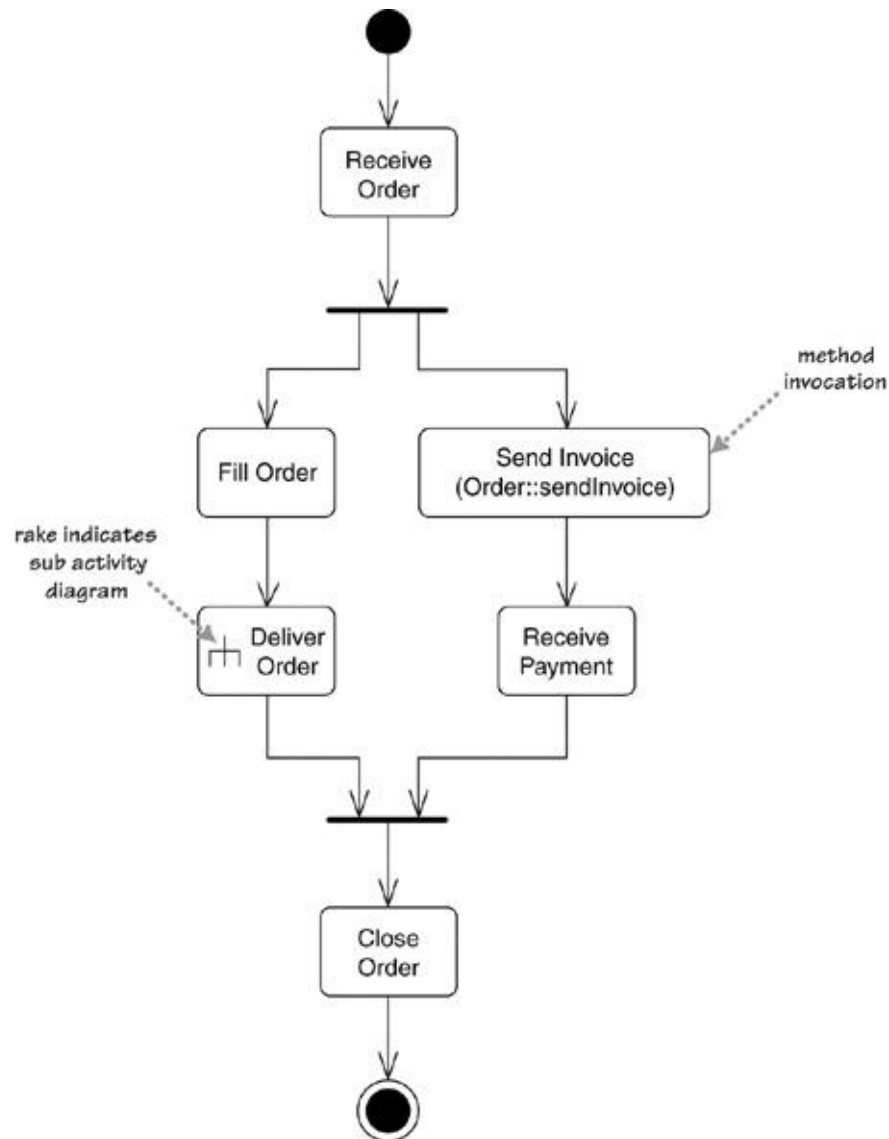 Receive
Order
method
invocation
Fill Order
Send Invoice
(Order::sendInvoice)
rake indicates
sub activity
diagram
Deliver
Order
Receive
Payment
Close
Order